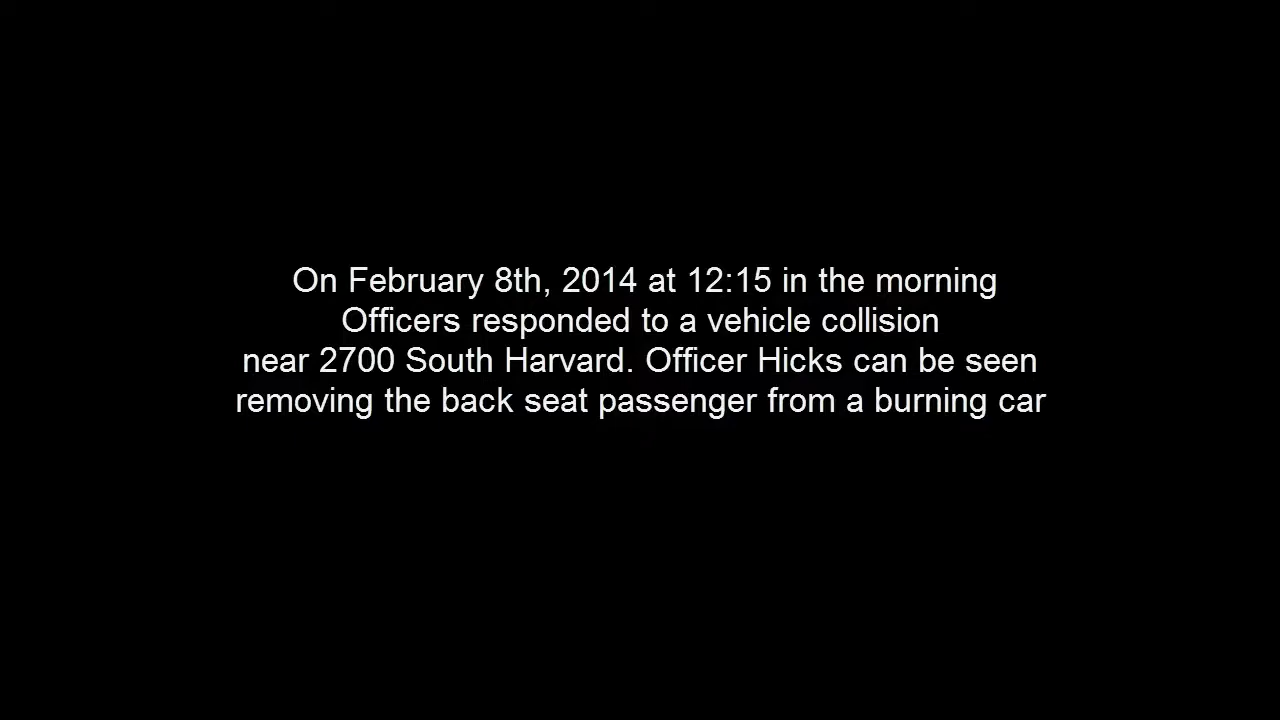 On February 8th, 2014 at 12:15 in the morning
Officers responded to a vehicle collision
near 2700 South Harvard. Officer Hicks can be seen
removing the back seat passenger from a burning car